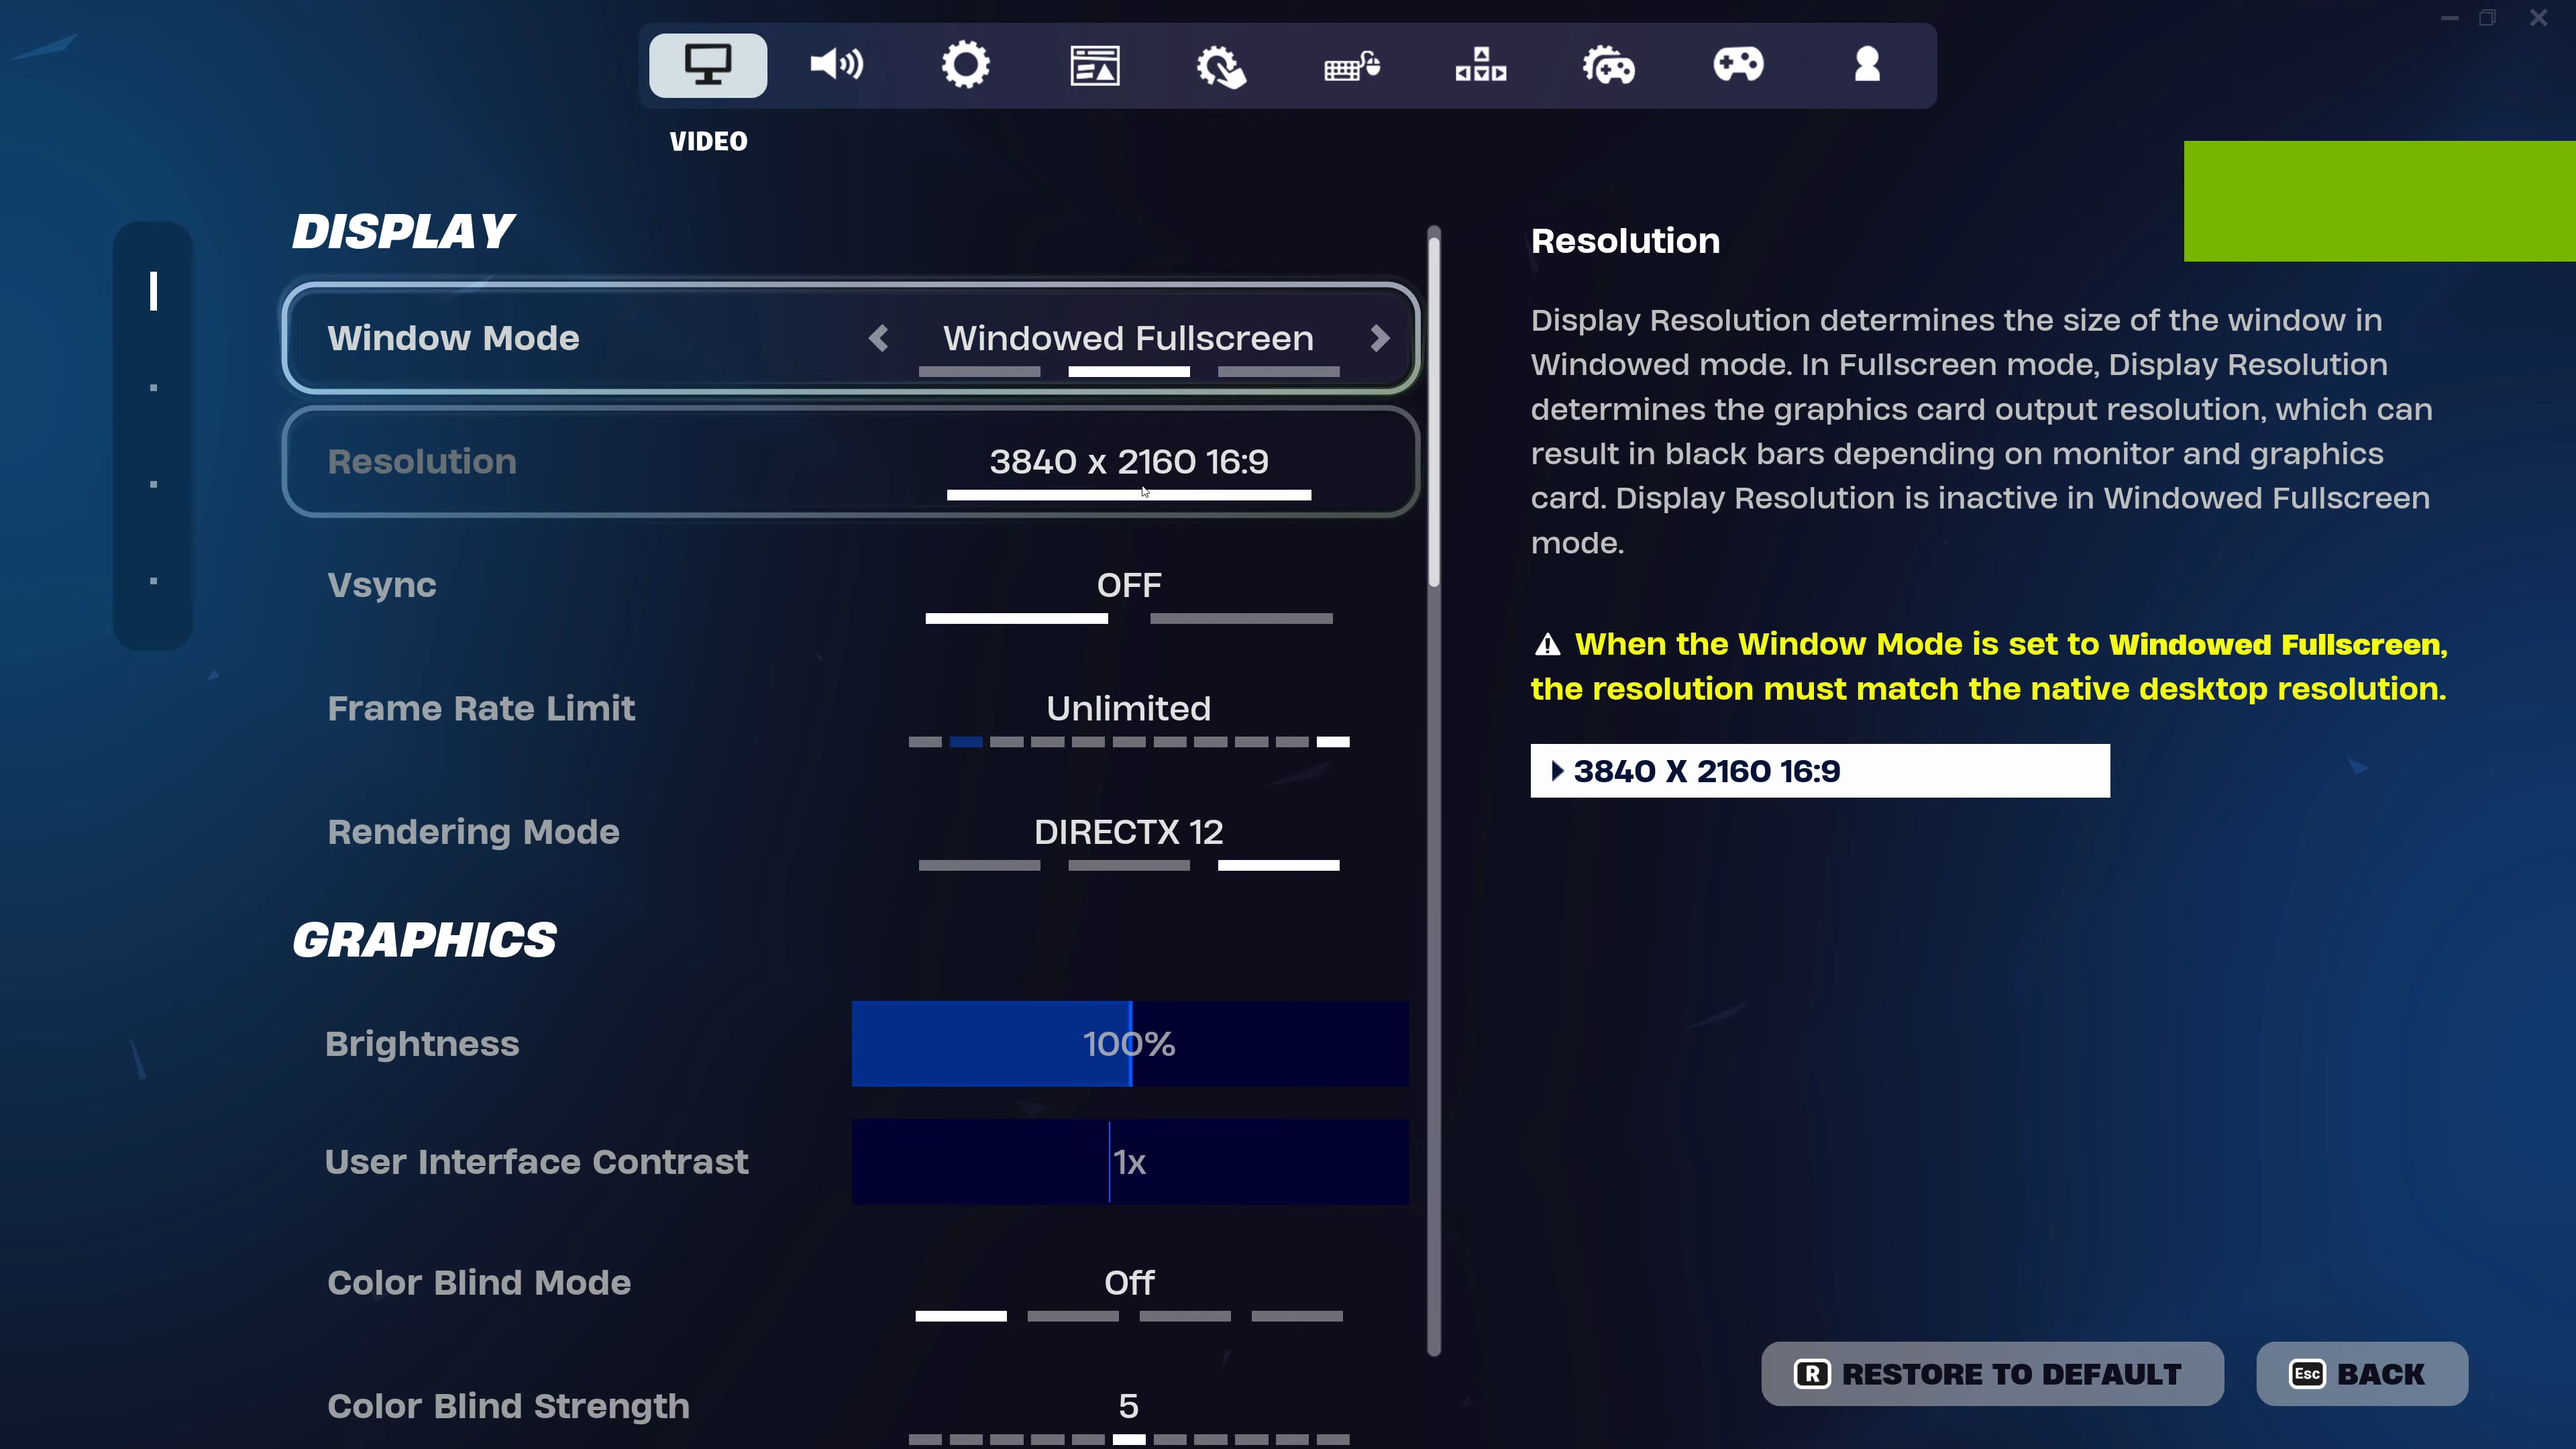 VIDEO
DISPLAY
Window Mode
Windowed Fullscreen
Resolution
3840 x 2160 16:9
Vsync
OFF
Frame Rate Limit
Unlimited
Rendering Mode
DIRECTX 12
GRAPHICS
Brightness
100%
User Interface Contrast
1x
Color Blind Mode
Off
Color Blind Strength
5
Resolution
Display Resolution determines the size of the window in
Windowed mode. In Fullscreen mode, Display Resolution
determines the graphics card output resolution, which can
result in black bars depending on monitor and graphics
card. Display Resolution is inactive in Windowed Fullscreen
mode.
When the Window Mode is set to Windowed Fullscreen,
the resolution must match the native desktop resolution.
3840 X 2160 16:9
R RESTORE TO DEFAULT
Esc BACK